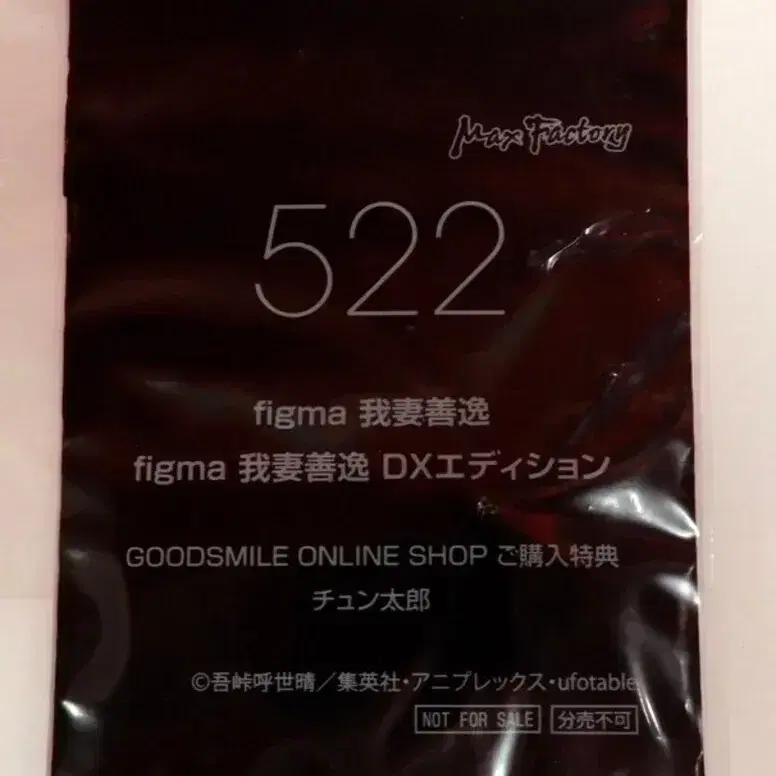 Max Factory
522
figma 我妻善逸
figma 我妻善逸 DXエディション
GOODSMILE ONLINE SHOP ご購入特典
チュン太郎
©吾峠呼世晴／集英社・アニプレックス・ufotable
NOT FOR SALE 分売不可